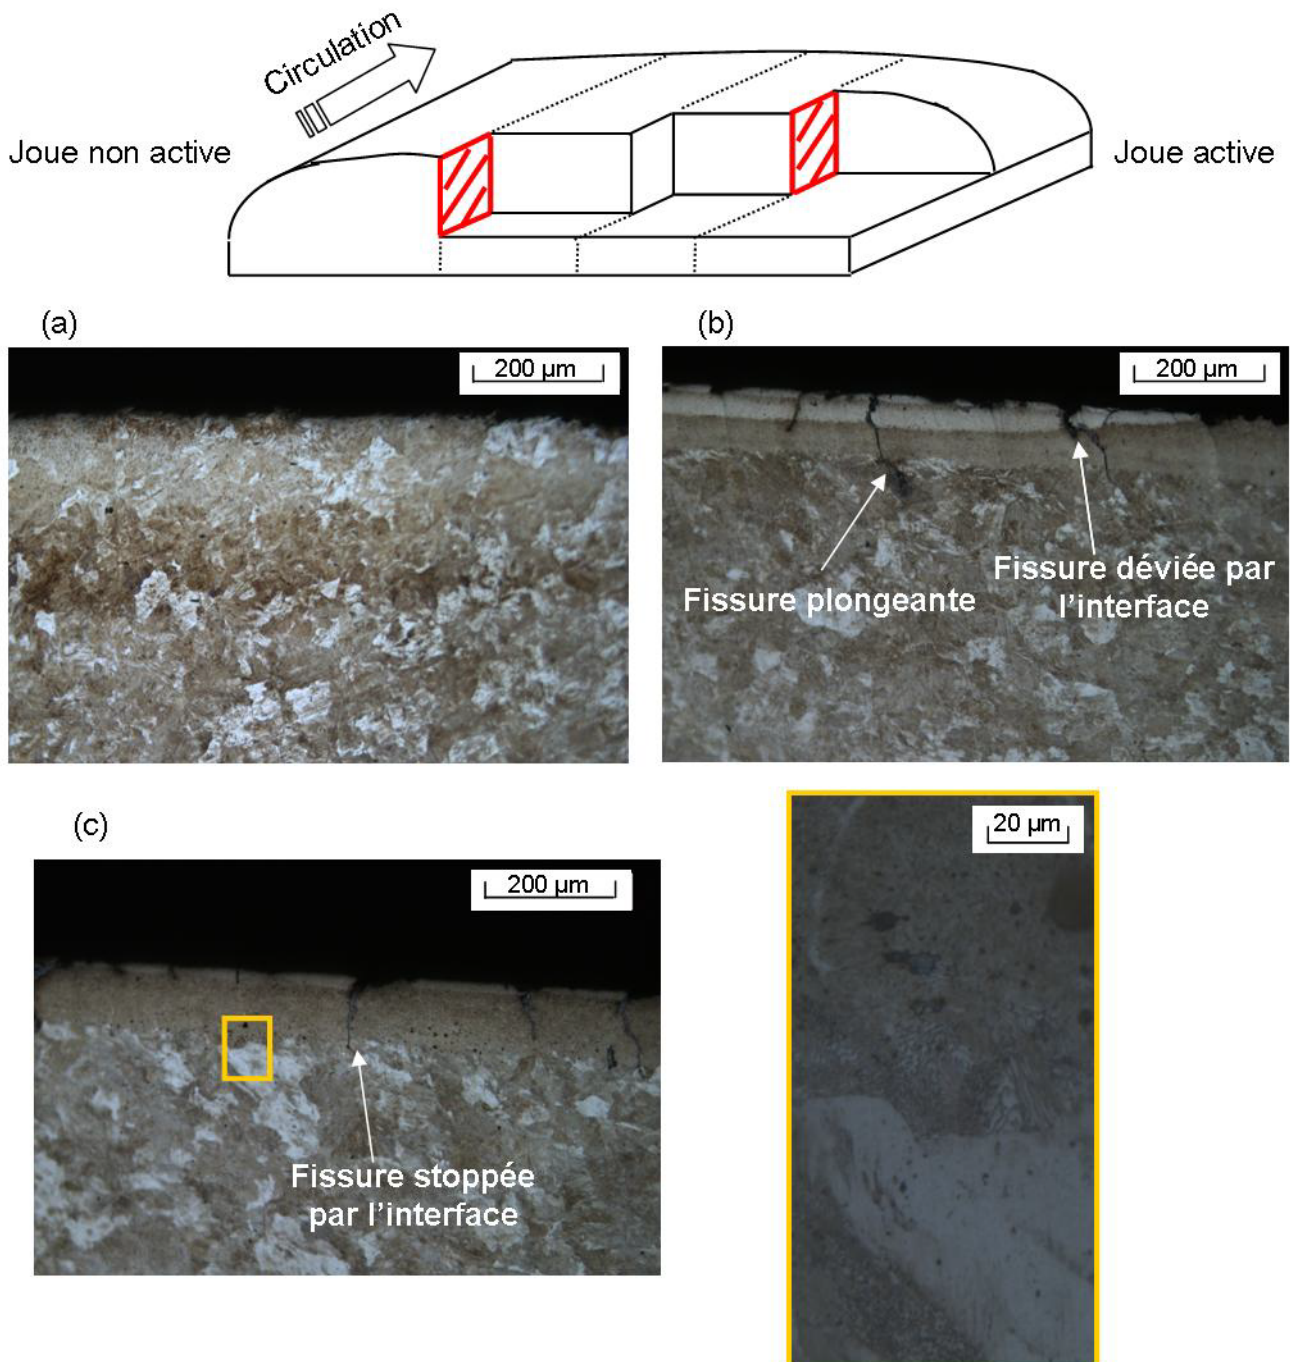 Circulation
Joue non active
Joue active
(a)
(b)
200 µm
200 µm
Fissure plongeante
Fissure déviée par
l'interface
(c)
20 µm
200 µm
Fissure stoppée
par l'interface